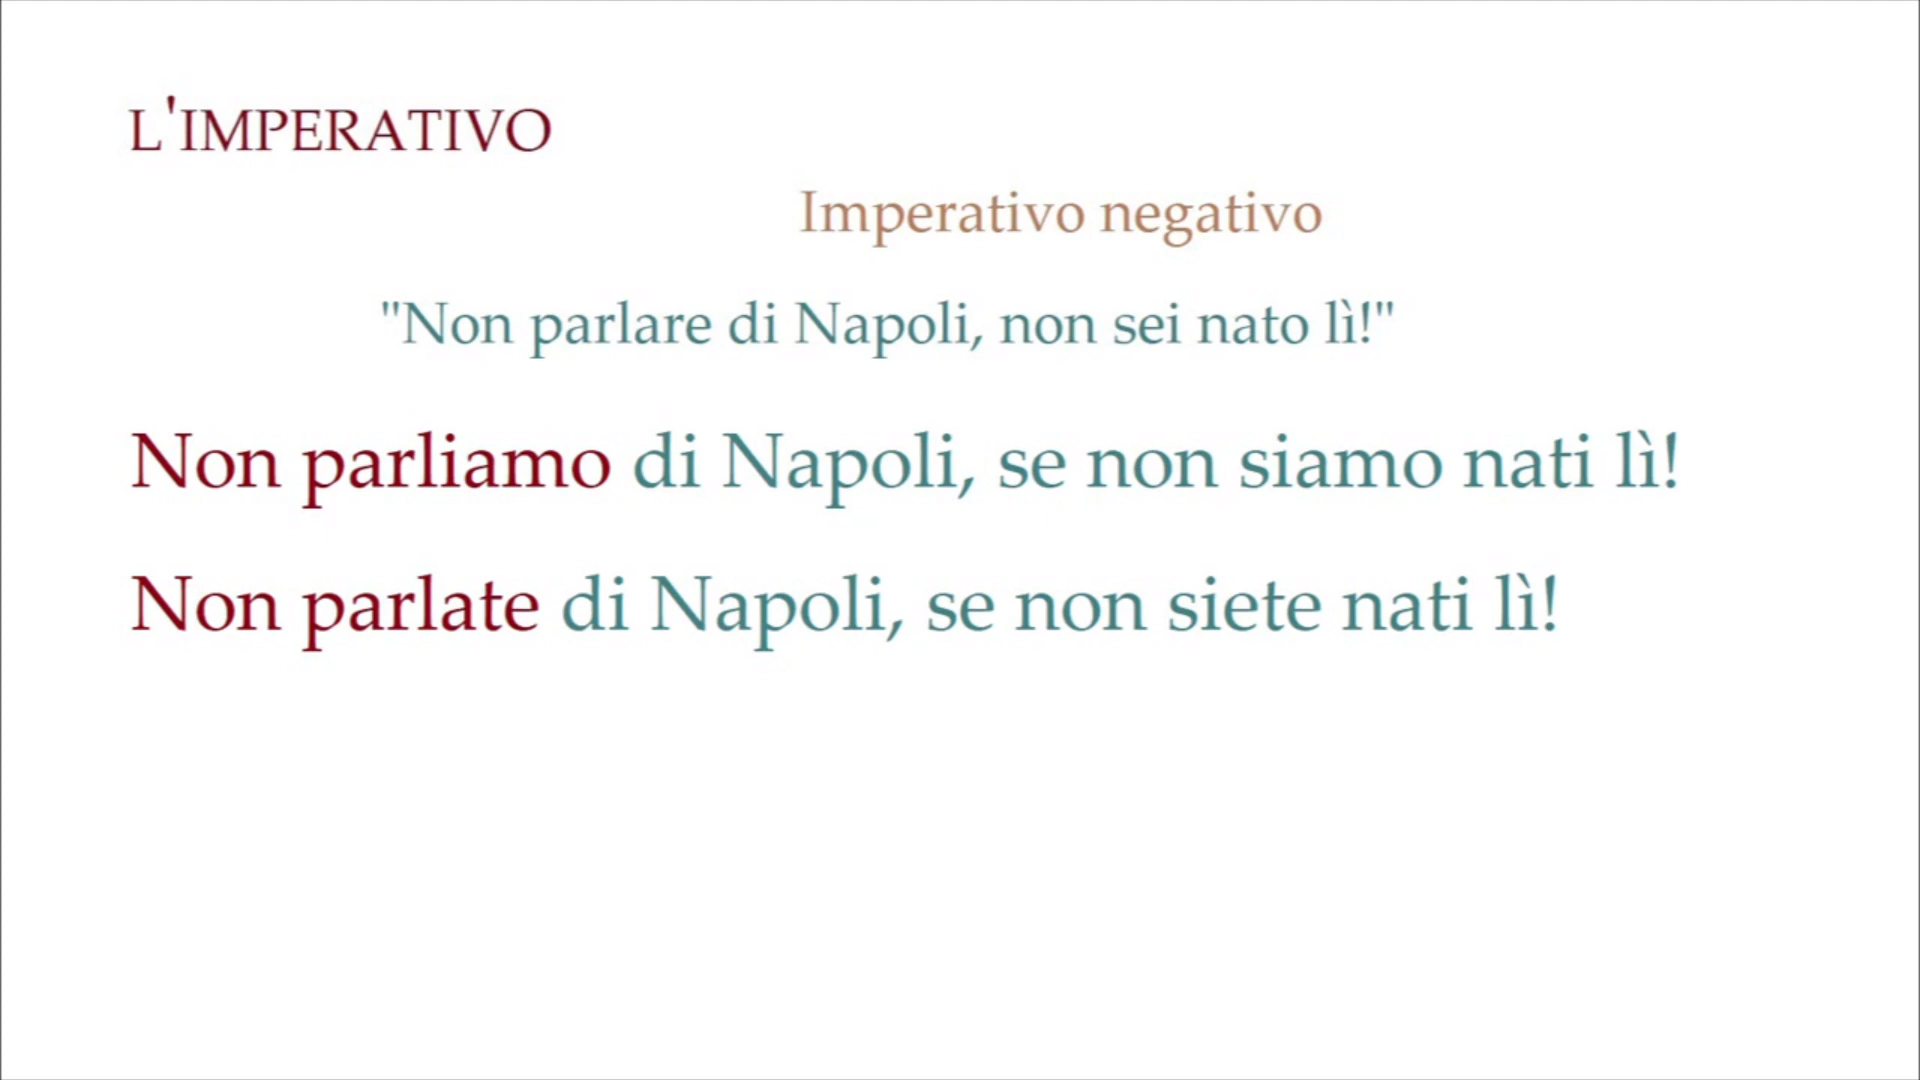 L'IMPERATIVO
Imperativo negativo
"Non parlare di Napoli, non sei nato lì!"
Non parliamo di Napoli, se non siamo nati lì!
Non parlate di Napoli, se non siete nati lì!